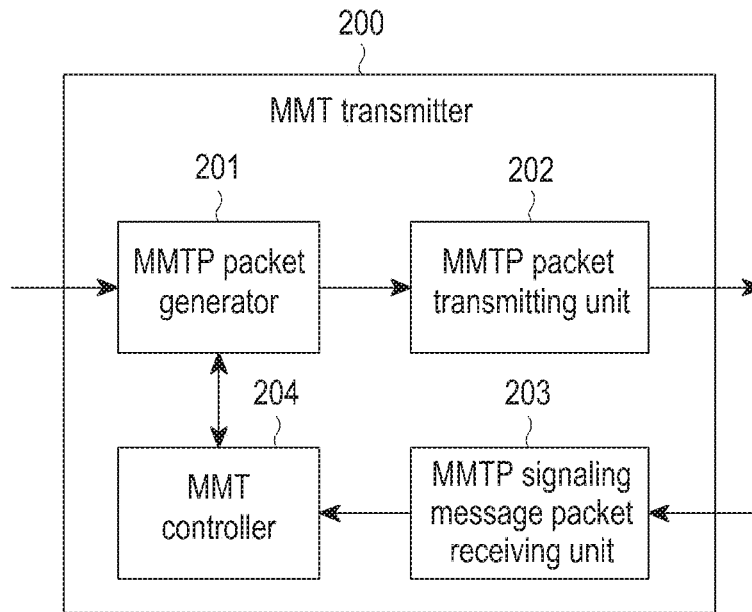 200
MMT transmitter
201
202
MMTP packet
generator
MMTP packet
transmitting unit
204
203
MMT
controller
MMTP signaling
message packet
receiving unit